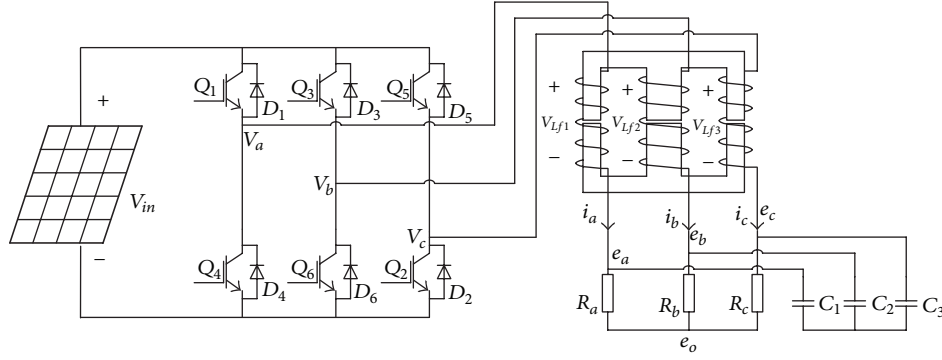 Q1 Q3 Q5
+ D1 D3 D5 + + +
Va VLf1 VLf2 VLf3
Vb − − −
Vin
Vc ia ib ic ec
− Q4 Q6 Q2 ea eb
D4 D6 D2 Ra Rb Rc C1 C2 C3
eo